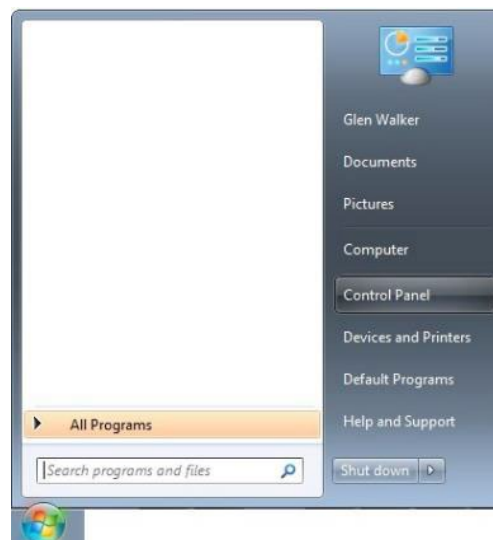 Glen Walker
Documents
Pictures
Computer
Control Panel
Devices and Printers
Default Programs
Help and Support
All Programs
Search programs and files
Shut down